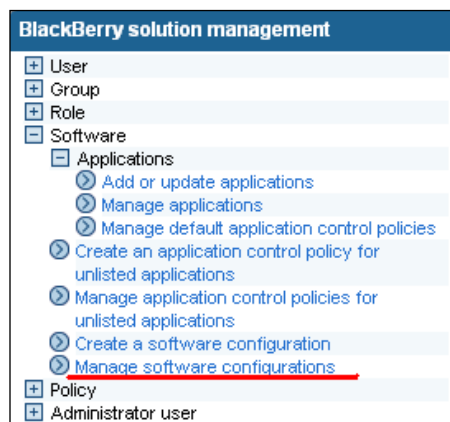 BlackBerry solution management
User
Group
Role
Software
Applications
Add or update applications
Manage applications
Manage default application control policies
Create an application control policy for
unlisted applications
Manage application control policies for
unlisted applications
Create a software configuration
Manage software configurations
Policy
Administrator user